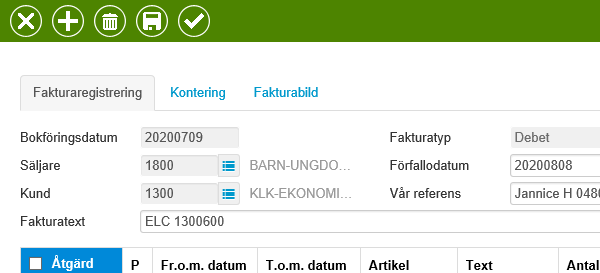 Fakturaregistrering Kontering Fakturabild
Bokföringsdatum 20200709 Fakturatyp Debet
Säljare 1800 BARN-UNGDO... Förfallodatum 20200808
Kund 1300 KLK-EKONOMI... Vår referens Jannice H 0480
Fakturatext ELC 1300600
Åtgärd P Fr.o.m. datum T.o.m. datum Artikel Text Antal